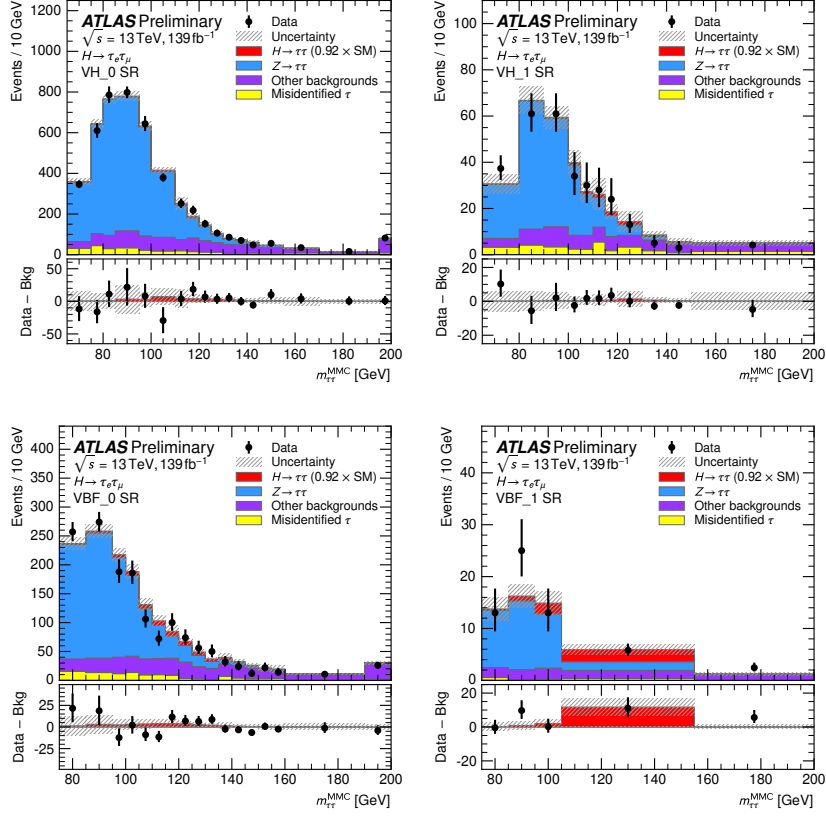 ATLAS Preliminary
√s = 13 TeV, 139 fb⁻¹
H→ τeτμ
VH_0 SR
Data
Uncertainty
H→ ττ (0.92 × SM)
Z→ ττ
Other backgrounds
Misidentified τ
Events / 10 GeV
1200
1000
800
600
400
200
0
Data − Bkg
50
0
−50
80 100 120 140 160 180 200
mττMMC [GeV]
ATLAS Preliminary
√s = 13 TeV, 139 fb⁻¹
H→ τeτμ
VH_1 SR
Data
Uncertainty
H→ ττ (0.92 × SM)
Z→ ττ
Other backgrounds
Misidentified τ
Events / 10 GeV
100
80
60
40
20
0
Data − Bkg
20
0
−20
80 100 120 140 160 180 200
mττMMC [GeV]
ATLAS Preliminary
√s = 13 TeV, 139 fb⁻¹
H→ τeτμ
VBF_0 SR
Data
Uncertainty
H→ ττ (0.92 × SM)
Z→ ττ
Other backgrounds
Misidentified τ
Events / 10 GeV
400
350
300
250
200
150
100
50
0
Data − Bkg
25
0
−25
80 100 120 140 160 180 200
mττMMC [GeV]
ATLAS Preliminary
√s = 13 TeV, 139 fb⁻¹
H→ τeτμ
VBF_1 SR
Data
Uncertainty
H→ ττ (0.92 × SM)
Z→ ττ
Other backgrounds
Misidentified τ
Events / 10 GeV
50
40
30
20
10
0
Data − Bkg
20
0
−20
80 100 120 140 160 180 200
mττMMC [GeV]